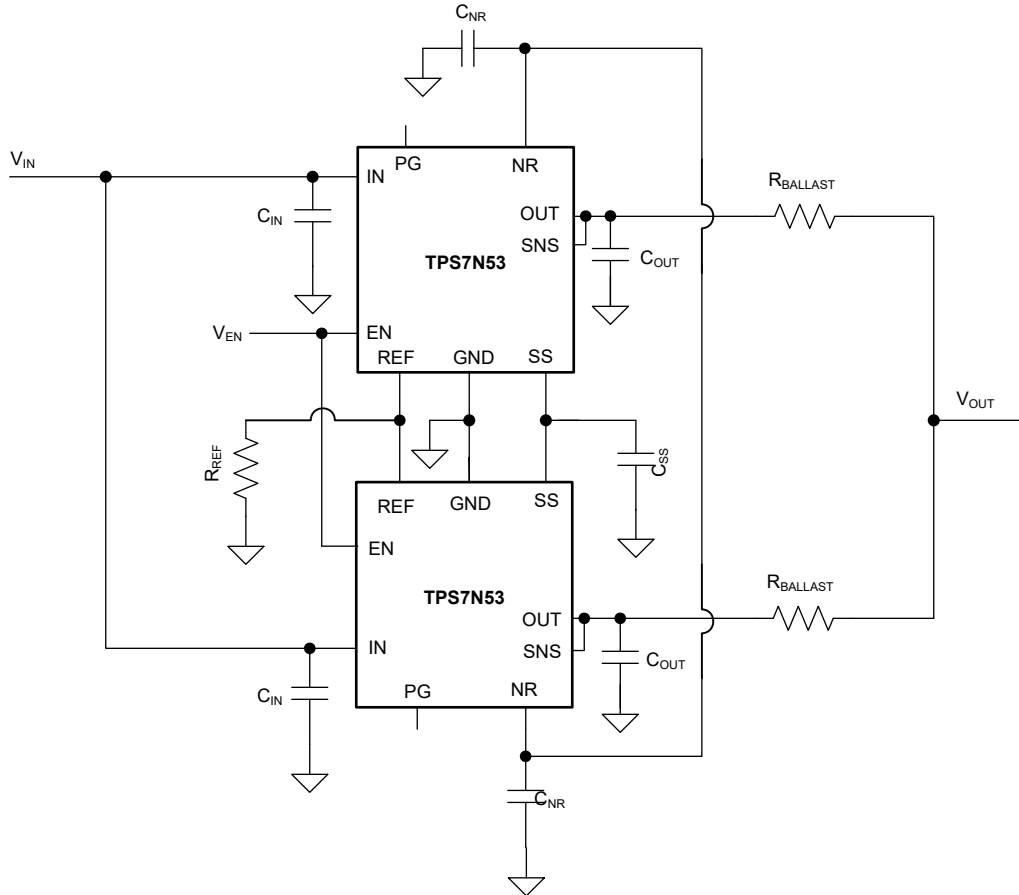 CNR
VIN
PG
NR
RBALLAST
IN
CIN
OUT
SNS
COUT
TPS7N53
VEN
EN
REF
GND
SS
VOUT
RREF
CSS
REF
GND
SS
EN
RBALLAST
TPS7N53
OUT
IN
SNS
COUT
CIN
PG
NR
CNR